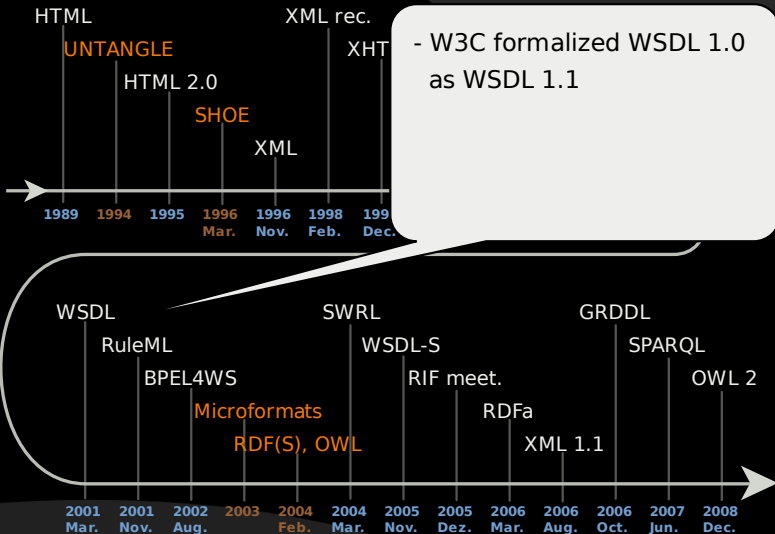 HTML
XML rec.
UNTANGLE
XHT
HTML 2.0
SHOE
XML
- W3C formalized WSDL 1.0
as WSDL 1.1
1989 1994 1995 1996 1996 1998 199
Mar. Nov. Feb. Dec.
WSDL SWRL GRDDL
RuleML WSDL-S SPARQL
BPEL4WS RIF meet. OWL 2
Microformats RDFa
RDF(S), OWL XML 1.1
2001 2001 2002 2003 2004 2004 2005 2005 2006 2006 2006 2007 2008
Mar. Nov. Aug. Feb. Mar. Nov. Dez. Mar. Aug. Oct. Jun. Dec.